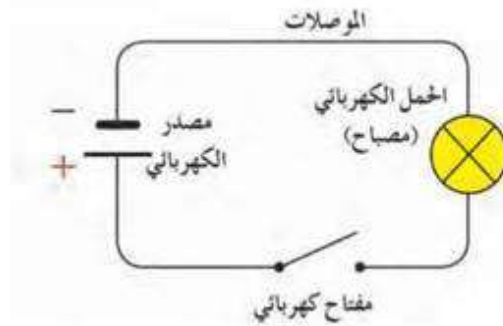 الموصلات
الحمل الكهربائي
(مصباح)
−
مصدر
+
الكهربائي
مفتاح كهربائي